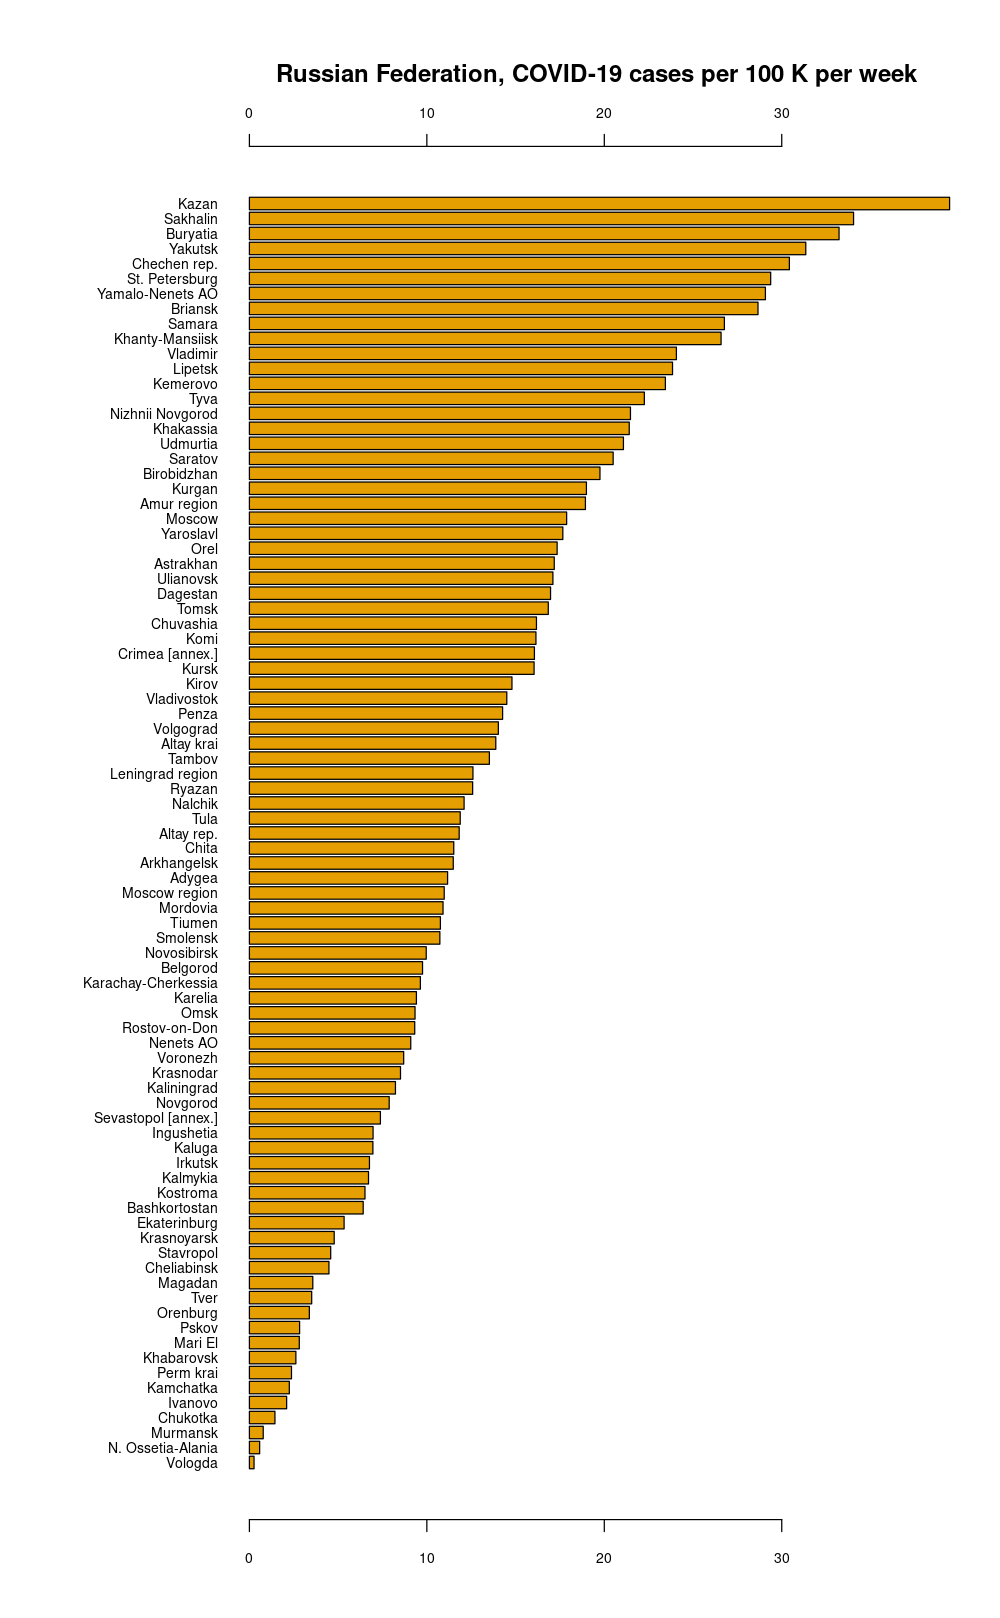 Russian Federation, COVID-19 cases per 100 K per week
0 10 20 30
Kazan
Sakhalin
Buryatia
Yakutsk
Chechen rep.
St. Petersburg
Yamalo-Nenets AO
Briansk
Samara
Khanty-Mansiisk
Vladimir
Lipetsk
Kemerovo
Tyva
Nizhnii Novgorod
Khakassia
Udmurtia
Saratov
Birobidzhan
Kurgan
Amur region
Moscow
Yaroslavl
Orel
Astrakhan
Ulianovsk
Dagestan
Tomsk
Chuvashia
Komi
Crimea [annex.]
Kursk
Kirov
Vladivostok
Penza
Volgograd
Altay krai
Tambov
Leningrad region
Ryazan
Nalchik
Tula
Altay rep.
Chita
Arkhangelsk
Adygea
Moscow region
Mordovia
Tiumen
Smolensk
Novosibirsk
Belgorod
Karachay-Cherkessia
Karelia
Omsk
Rostov-on-Don
Nenets AO
Voronezh
Krasnodar
Kaliningrad
Novgorod
Sevastopol [annex.]
Ingushetia
Kaluga
Irkutsk
Kalmykia
Kostroma
Bashkortostan
Ekaterinburg
Krasnoyarsk
Stavropol
Cheliabinsk
Magadan
Tver
Orenburg
Pskov
Mari El
Khabarovsk
Perm krai
Kamchatka
Ivanovo
Chukotka
Murmansk
N. Ossetia-Alania
Vologda
0 10 20 30